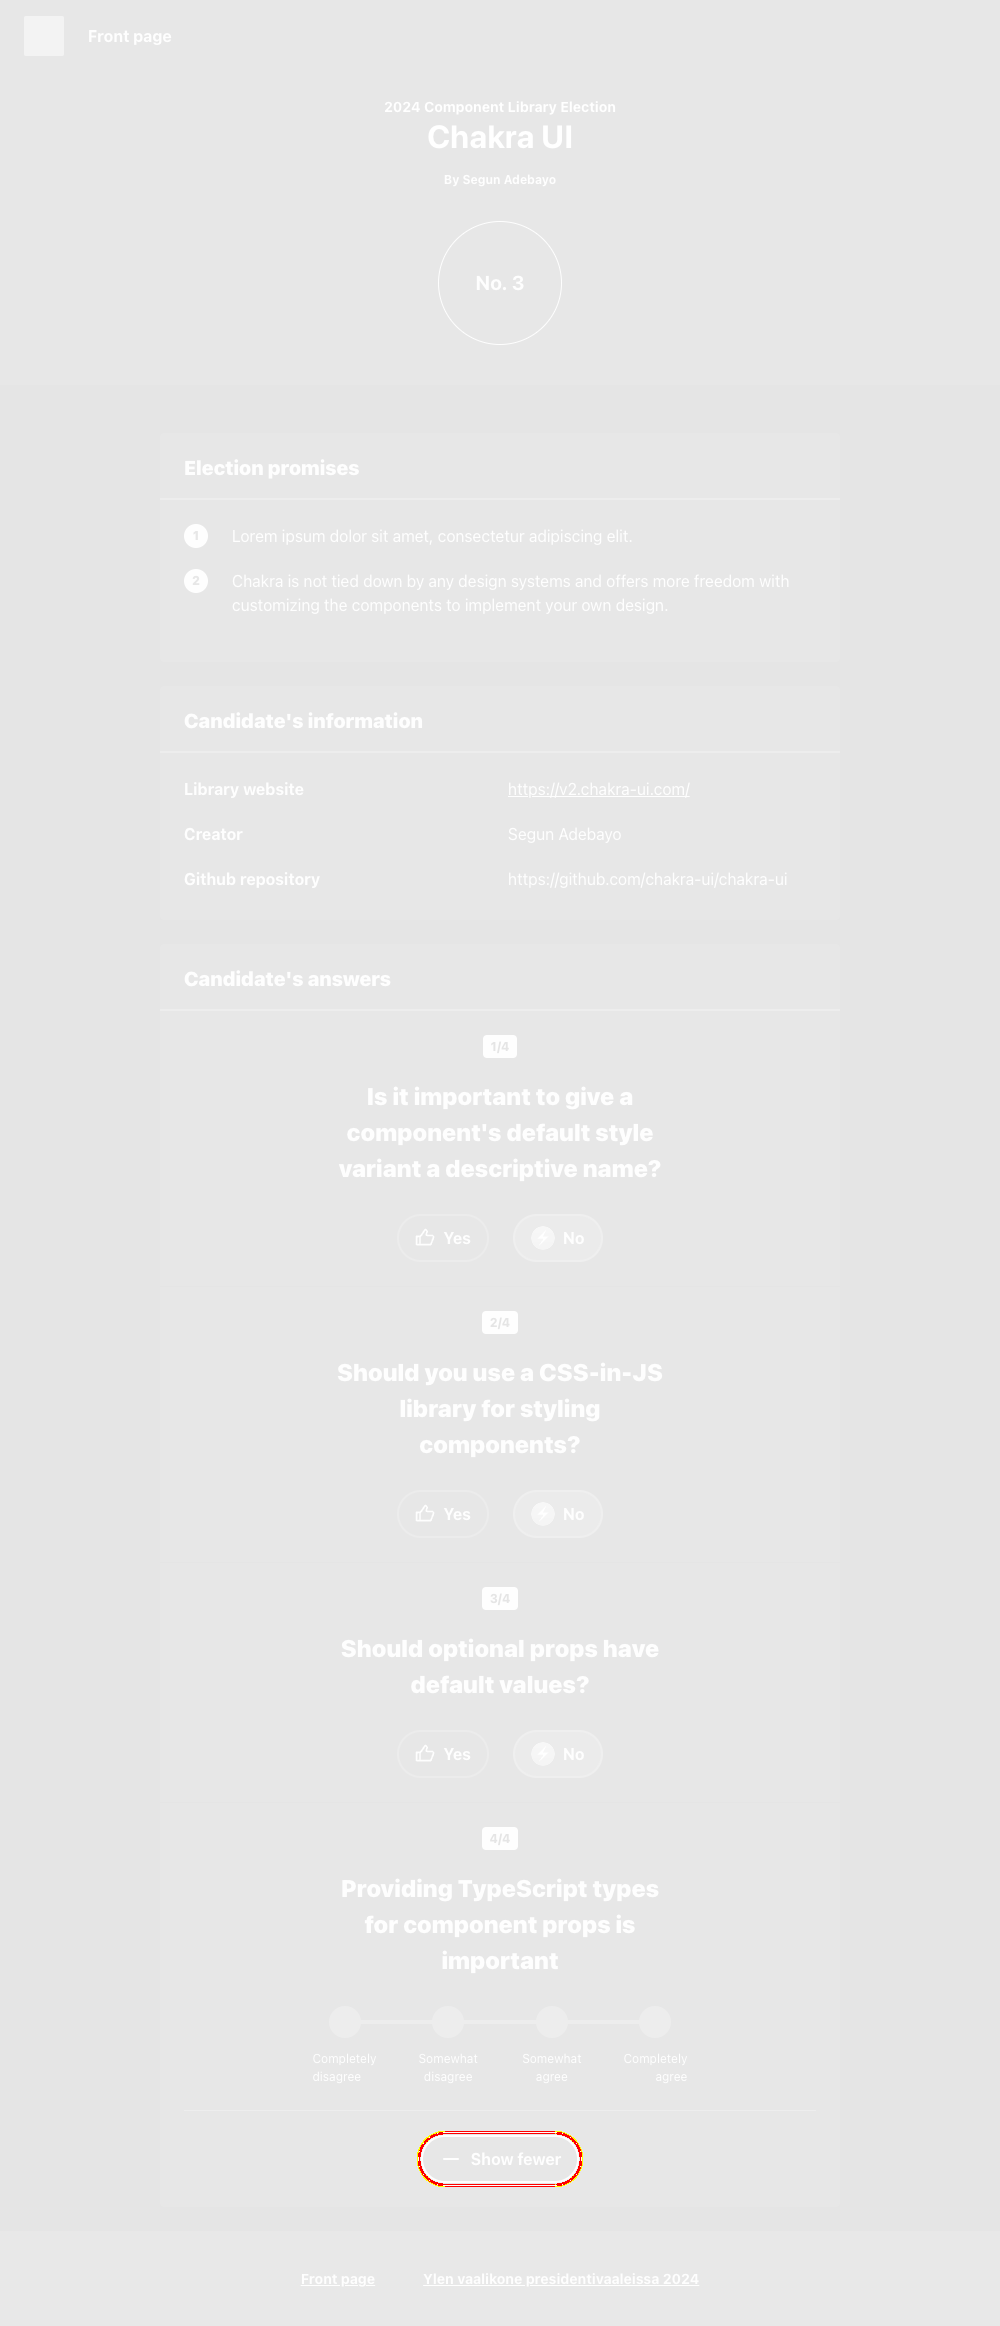 Front page
2024 Component Library Election
Chakra UI
By Segun Adebayo
No. 3
Election promises
1 Lorem ipsum dolor sit amet, consectetur adipiscing elit.
2 Chakra is not tied down by any design systems and offers more freedom with
customizing the components to implement your own design.
Candidate's information
Library website https://v2.chakra-ui.com/
Creator Segun Adebayo
Github repository https://github.com/chakra-ui/chakra-ui
Candidate's answers
1/4
Is it important to give a
component's default style
variant a descriptive name?
Yes No
2/4
Should you use a CSS-in-JS
library for styling
components?
Yes No
3/4
Should optional props have
default values?
Yes No
4/4
Providing TypeScript types
for component props is
important
Completely Somewhat Somewhat Completely
disagree disagree agree agree
Show fewer
Front page Ylen vaalikone presidentivaaleissa 2024